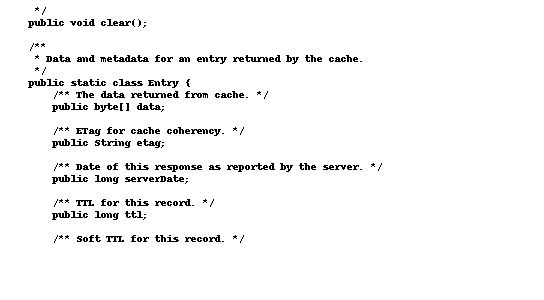 */
public void clear();
/**
* Data and metadata for an entry returned by the cache.
*/
public static class Entry {
/** The data returned from cache. */
public byte[] data;
/** ETag for cache coherency. */
public String etag;
/** Date of this response as reported by the server. */
public long serverDate;
/** TTL for this record. */
public long ttl;
/** Soft TTL for this record. */